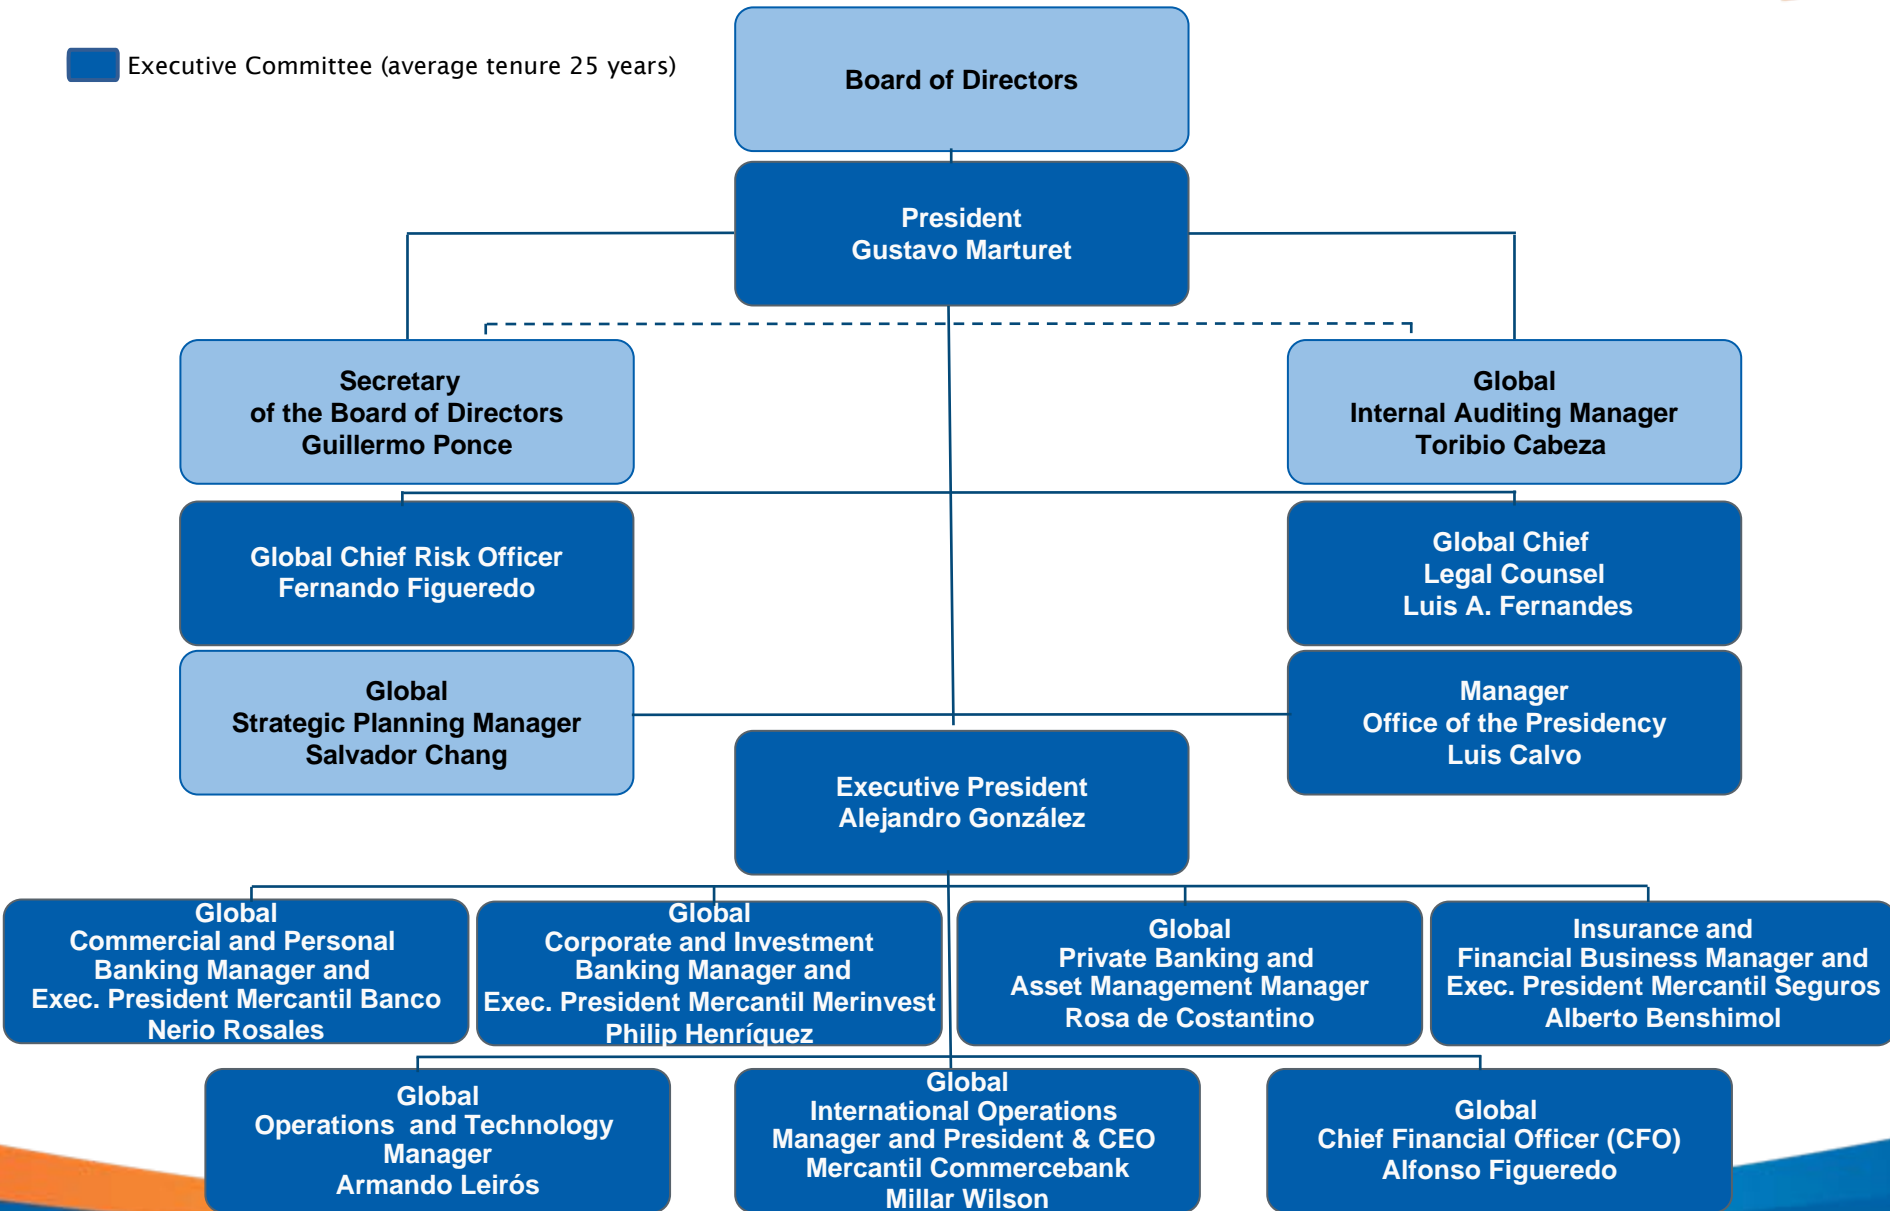 Executive Committee (average tenure 25 years)
Board of Directors
President
Gustavo Marturet
Secretary
of the Board of Directors
Guillermo Ponce
Global
Internal Auditing Manager
Toribio Cabeza
Global Chief Risk Officer
Fernando Figueredo
Global Chief
Legal Counsel
Luis A. Fernandes
Global
Strategic Planning Manager
Salvador Chang
Manager
Office of the Presidency
Luis Calvo
Executive President
Alejandro González
Global
Commercial and Personal
Banking Manager and
Exec. President Mercantil Banco
Nerio Rosales
Global
Corporate and Investment
Banking Manager and
Exec. President Mercantil Merinvest
Philip Henríquez
Global
Private Banking and
Asset Management Manager
Rosa de Costantino
Insurance and
Financial Business Manager and
Exec. President Mercantil Seguros
Alberto Benshimol
Global
Operations and Technology
Manager
Armando Leirós
Global
International Operations
Manager and President & CEO
Mercantil Commercebank
Millar Wilson
Global
Chief Financial Officer (CFO)
Alfonso Figueredo